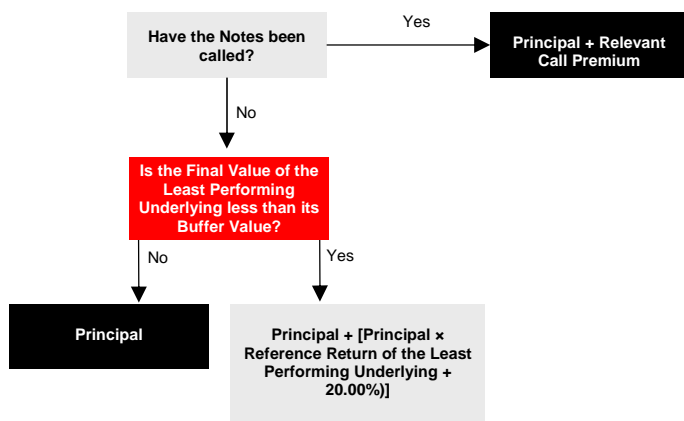 Have the Notes been
called?
Yes
Principal + Relevant
Call Premium
No
Is the Final Value of the
Least Performing
Underlying less than its
Buffer Value?
No
Yes
Principal
Principal + [Principal ×
Reference Return of the Least
Performing Underlying +
20.00%)]